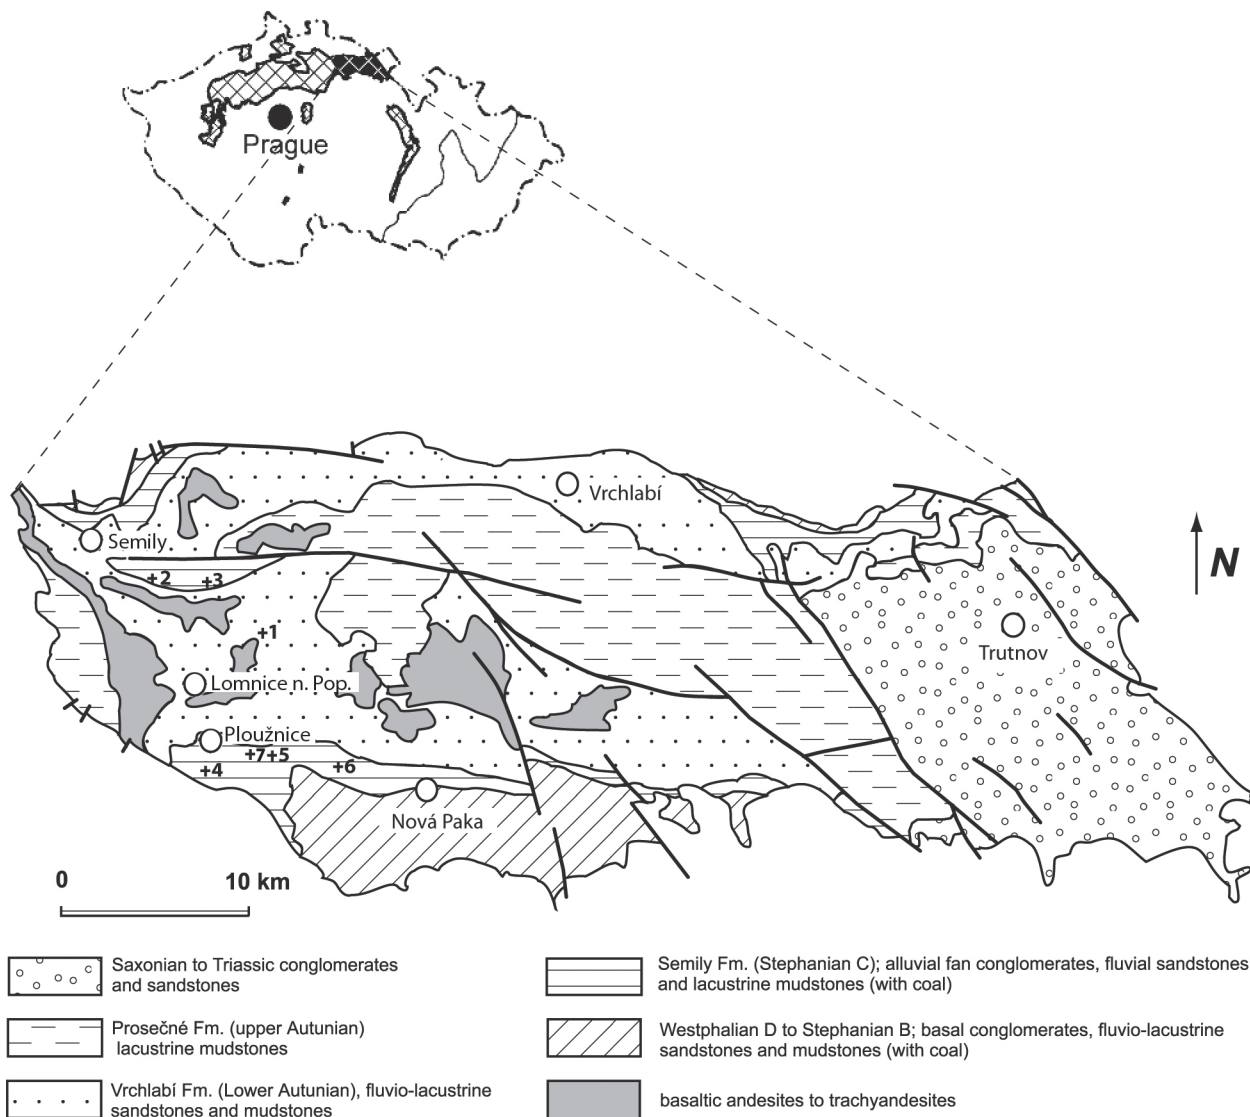 Prague
Vrchlabí
Semily
N
+2
+3
+1
Trutnov
Lomnice n. Pop.
Ploužnice
+7+5
+4
+6
Nová Paka
0
10 km
Saxonian to Triassic conglomerates
and sandstones
Prosečné Fm. (upper Autunian)
lacustrine mudstones
Vrchlabí Fm. (Lower Autunian), fluvio-lacustrine
sandstones and mudstones
Semily Fm. (Stephanian C); alluvial fan conglomerates, fluvial sandstones
and lacustrine mudstones (with coal)
Westphalian D to Stephanian B; basal conglomerates, fluvio-lacustrine
sandstones and mudstones (with coal)
basaltic andesites to trachyandesites